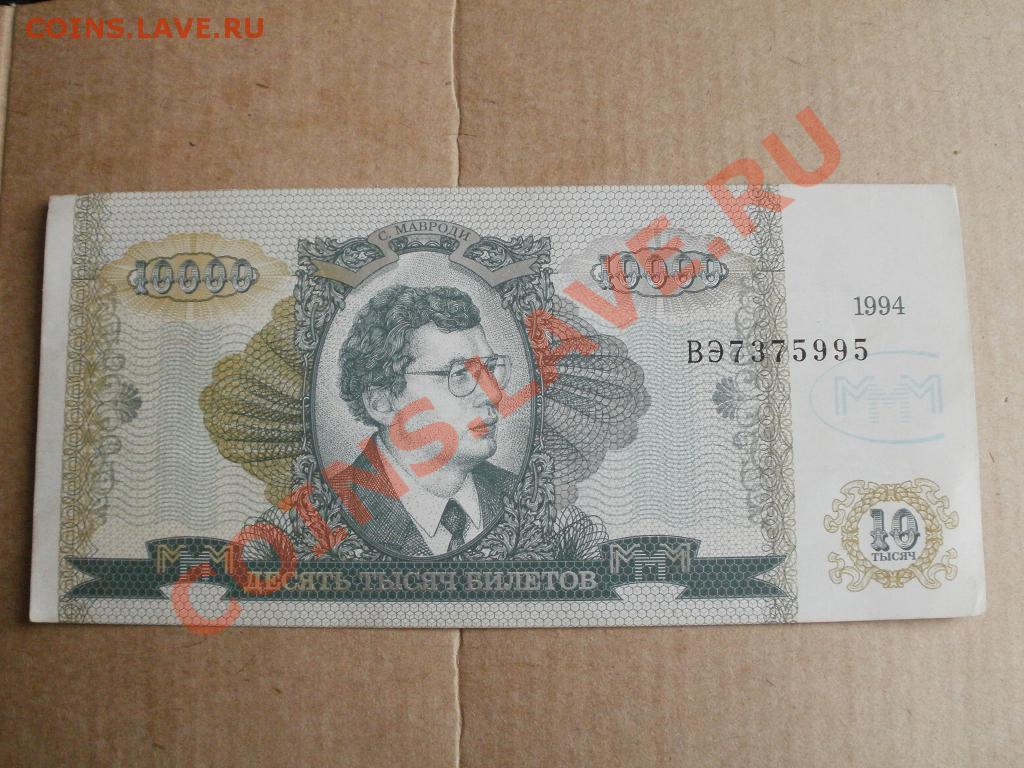 COINS.LAVE.RU
С. МАВРОДИ
10000
10000
1994
ВЭ7375995
МММ
10
ТЫСЯЧ
МММ
МММ
ДЕСЯТЬ ТЫСЯЧ БИЛЕТОВ
COINS.LAVE.RU